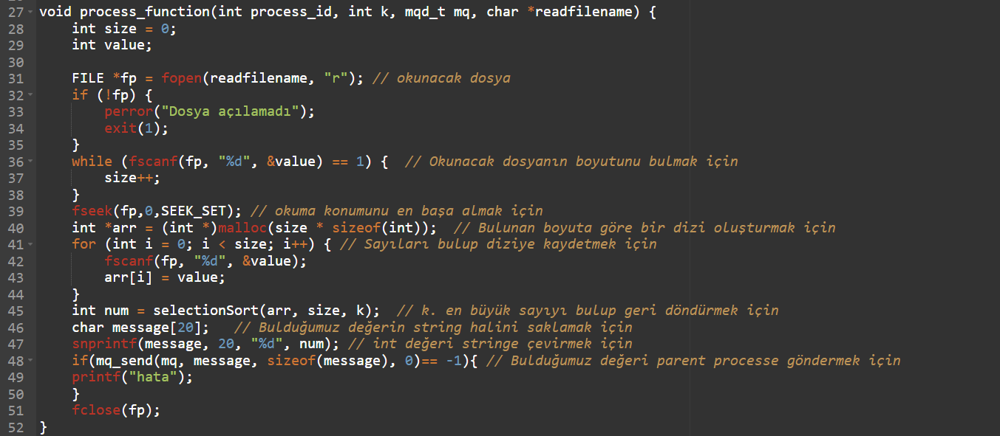 27 void process_function(int process_id, int k, mqd_t mq, char *readfilename) {
28     int size = 0;
29     int value;
30
31     FILE *fp = fopen(readfilename, "r"); // okunacak dosya
32     if (!fp) {
33         perror("Dosya açılamadı");
34         exit(1);
35     }
36     while (fscanf(fp, "%d", &value) == 1) {  // Okunacak dosyanın boyutunu bulmak için
37         size++;
38     }
39     fseek(fp,0,SEEK_SET); // okuma konumunu en başa almak için
40     int *arr = (int *)malloc(size * sizeof(int));  // Bulunan boyuta göre bir dizi oluşturmak için
41     for (int i = 0; i < size; i++) { // Sayıları bulup diziye kaydetmek için
42         fscanf(fp, "%d", &value);
43         arr[i] = value;
44     }
45     int num = selectionSort(arr, size, k);  // k. en büyük sayıyı bulup geri döndürmek için
46     char message[20];   // Bulduğumuz değerin string halini saklamak için
47     snprintf(message, 20, "%d", num); // int değeri stringe çevirmek için
48     if(mq_send(mq, message, sizeof(message), 0)== -1){ // Bulduğumuz değeri parent processe göndermek için
49     printf("hata");
50     }
51     fclose(fp);
52 }